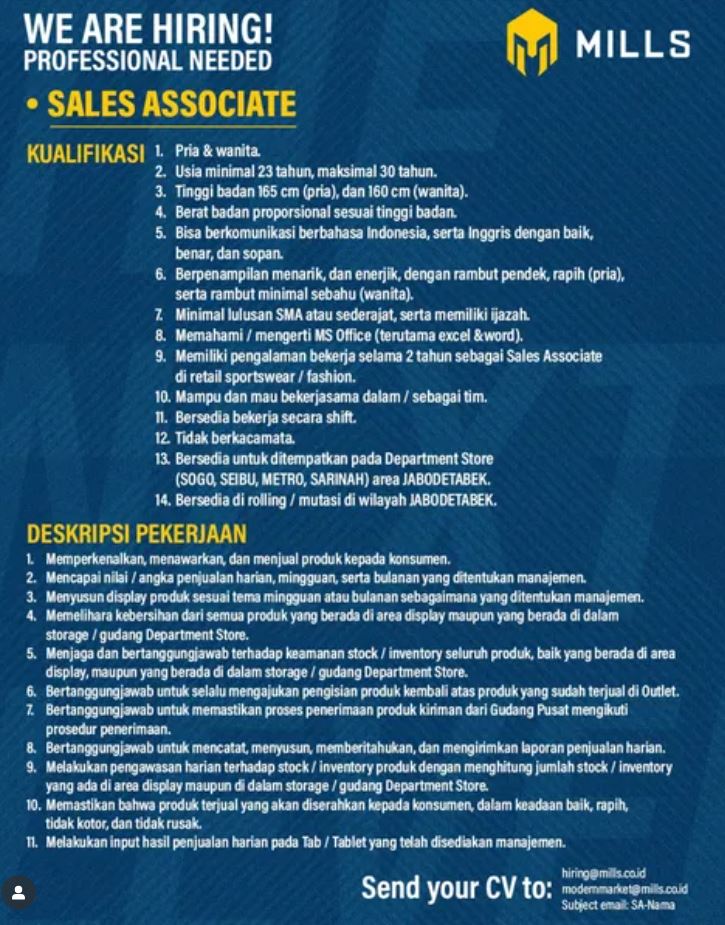 WE ARE HIRING!
PROFESSIONAL NEEDED
MILLS
• SALES ASSOCIATE
KUALIFIKASI
1. Pria & wanita.
2. Usia minimal 23 tahun, maksimal 30 tahun.
3. Tinggi badan 165 cm (pria), dan 160 cm (wanita).
4. Berat badan proporsional sesuai tinggi badan.
5. Bisa berkomunikasi berbahasa Indonesia, serta Inggris dengan baik,
benar, dan sopan.
6. Berpenampilan menarik, dan enerjik, dengan rambut pendek, rapih (pria),
serta rambut minimal sebahu (wanita).
7. Minimal lulusan SMA atau sederajat, serta memiliki ijazah.
8. Memahami / mengerti MS Office (terutama excel &word).
9. Memiliki pengalaman bekerja selama 2 tahun sebagai Sales Associate
di retail sportswear / fashion.
10. Mampu dan mau bekerjasama dalam / sebagai tim.
11. Bersedia bekerja secara shift.
12. Tidak berkacamata.
13. Bersedia untuk ditempatkan pada Department Store
(SOGO, SEIBU, METRO, SARINAH) area JABODETABEK.
14. Bersedia di rolling / mutasi di wilayah JABODETABEK.
DESKRIPSI PEKERJAAN
1. Memperkenalkan, menawarkan, dan menjual produk kepada konsumen.
2. Mencapai nilai / angka penjualan harian, mingguan, serta bulanan yang ditentukan manajemen.
3. Menyusun display produk sesuai tema mingguan atau bulanan sebagaimana yang ditentukan manajemen.
4. Memelihara kebersihan dari semua produk yang berada di area display maupun yang berada di dalam
storage / gudang Department Store.
5. Menjaga dan bertanggungjawab terhadap keamanan stock / inventory seluruh produk, baik yang berada di area
display, maupun yang berada di dalam storage / gudang Department Store.
6. Bertanggungjawab untuk selalu mengajukan pengisian produk kembali atas produk yang sudah terjual di Outlet.
7. Bertanggungjawab untuk memastikan proses penerimaan produk kiriman dari Gudang Pusat mengikuti
prosedur penerimaan.
8. Bertanggungjawab untuk mencatat, menyusun, memberitahukan, dan mengirimkan laporan penjualan harian.
9. Melakukan pengawasan harian terhadap stock / inventory produk dengan menghitung jumlah stock / inventory
yang ada di area display maupun di dalam storage / gudang Department Store.
10. Memastikan bahwa produk terjual yang akan diserahkan kepada konsumen, dalam keadaan baik, rapih,
tidak kotor, dan tidak rusak.
11. Melakukan input hasil penjualan harian pada Tab / Tablet yang telah disediakan manajemen.
Send your CV to:
hiring@mills.co.id
modernmarket@mills.co.id
Subject email: SA-Nama